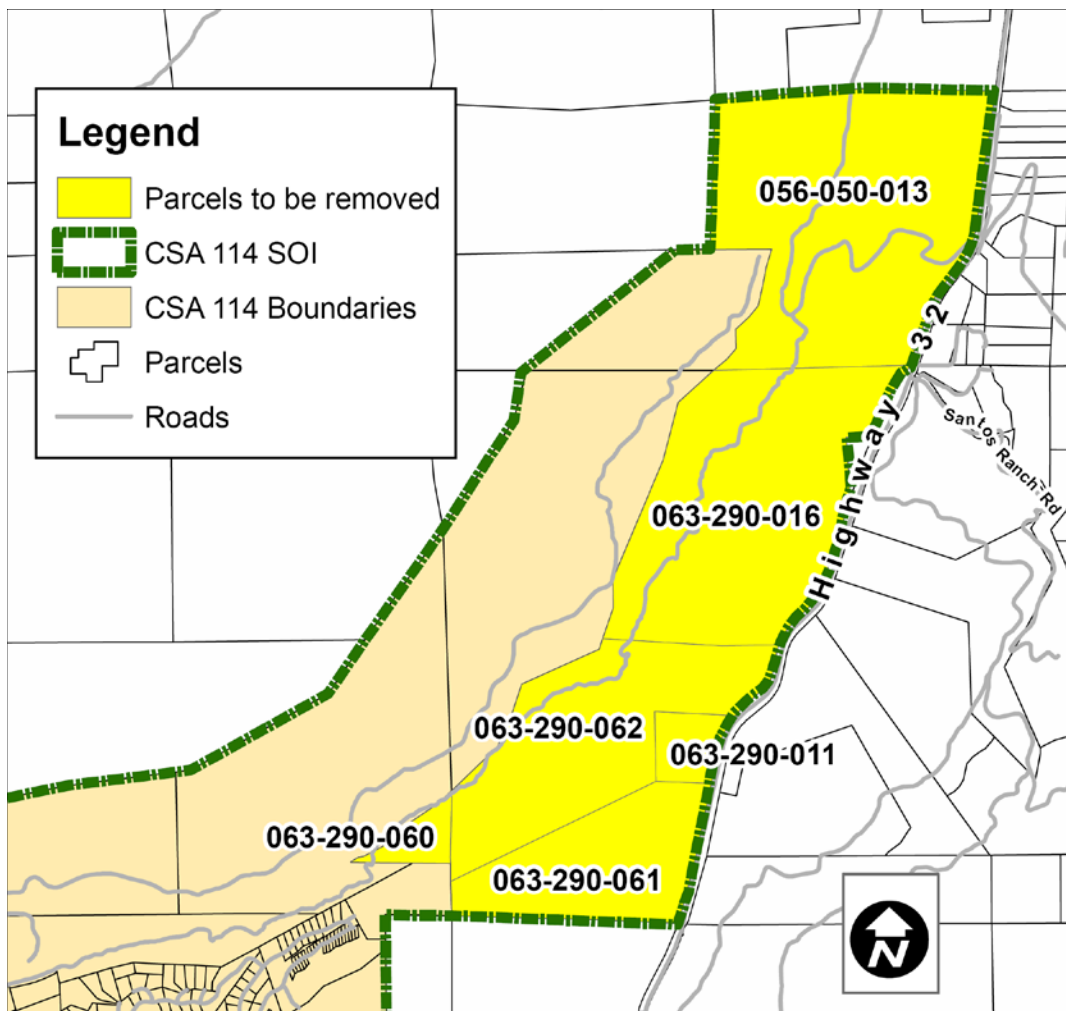 Legend
Parcels to be removed
CSA 114 SOI
CSA 114 Boundaries
Parcels
Roads
056-050-013
Highway 32
Santos Ranch Rd
063-290-016
063-290-062
063-290-011
063-290-060
063-290-061
N